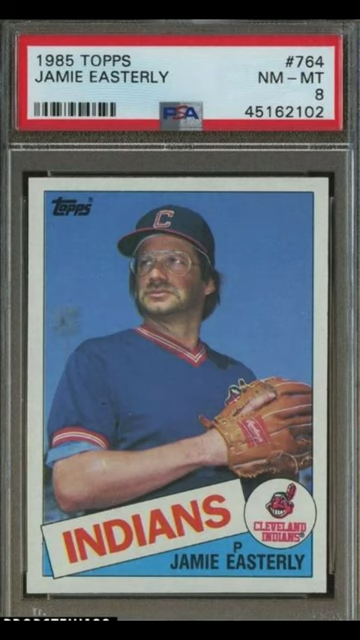 1985 TOPPS #764
JAMIE EASTERLY NM-MT
8
PSA 45162102
Topps®
C
INDIANS
CLEVELAND
INDIANS®
P
JAMIE EASTERLY